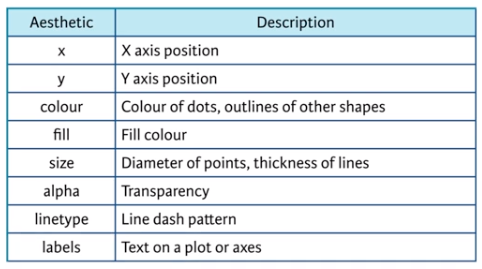 Aesthetic Description
x X axis position
y Y axis position
colour Colour of dots, outlines of other shapes
fill Fill colour
size Diameter of points, thickness of lines
alpha Transparency
linetype Line dash pattern
labels Text on a plot or axes